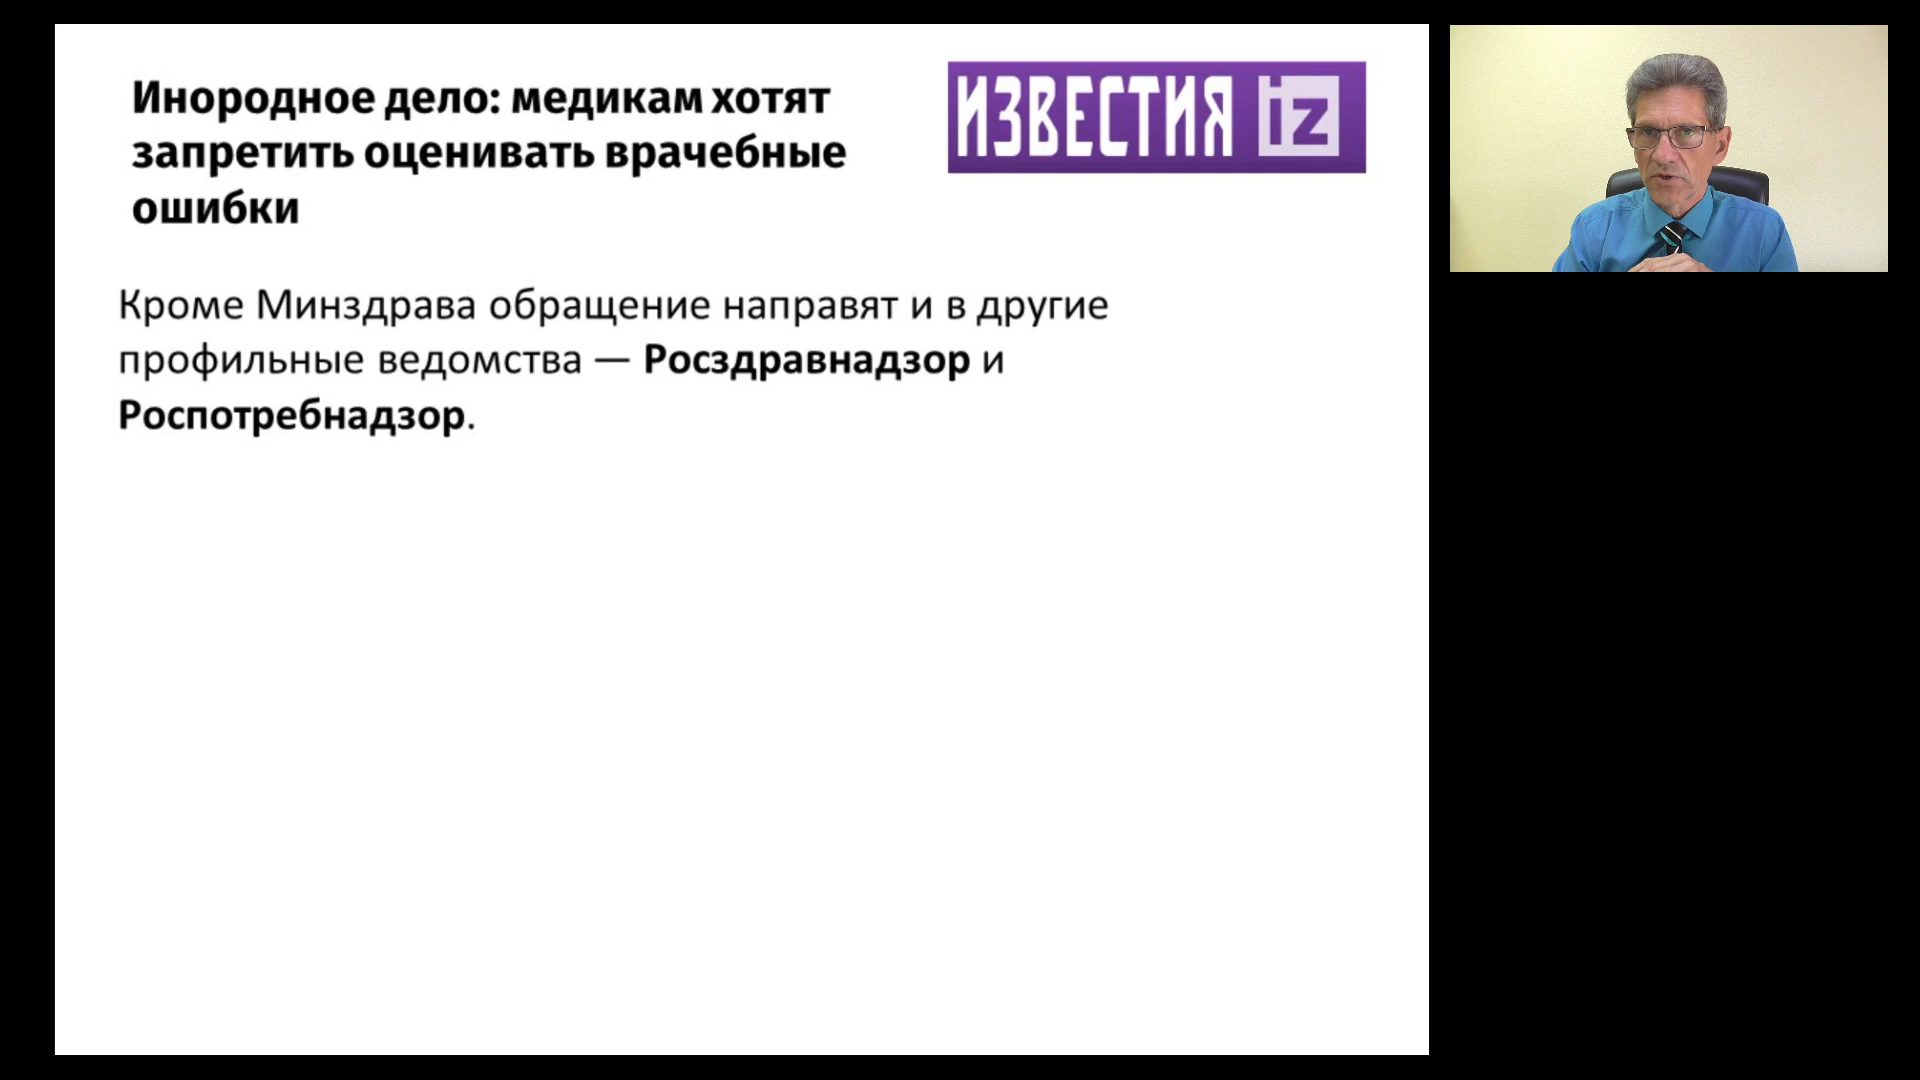 Инородное дело: медикам хотят
запретить оценивать врачебные
ошибки
ИЗВЕСТИЯ iz
Кроме Минздрава обращение направят и в другие
профильные ведомства — Росздравнадзор и
Роспотребнадзор.